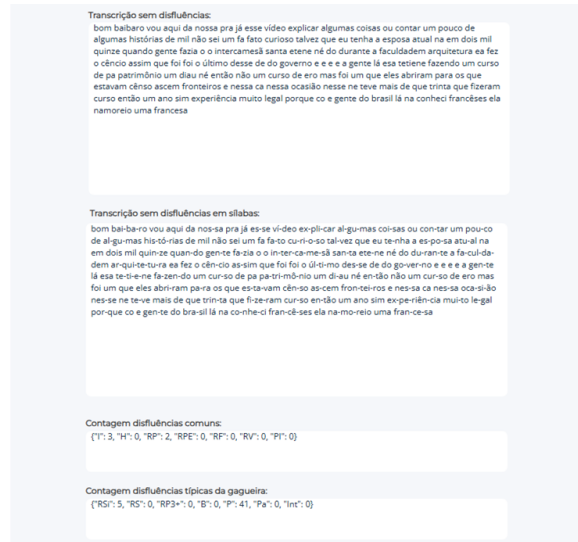 Transcrição sem disfluências:
bom baibaro vou aqui da nossa pra já esse vídeo explicar algumas coisas ou contar um pouco de
algumas histórias de mil não sei um fa fato curioso talvez que eu tenha a esposa atual na em dois mil
quinze quando gente fazia o o intercamesã santa etene né do durante a faculdadem arquitetura ea fez
o cêncio assim que foi foi o último desse de do governo e e e e a gente lá esa tetiene fazendo um curso
de pa patrimônio um diau né então não um curso de ero mas foi um que eles abriram para os que
estavam cênso ascem fronteiros e nessa ca nessa ocasião nesse ne teve mais de que trinta que fizeram
curso então um ano sim experiência muito legal porque co e gente do brasil lá na conheci francêses ela
namoreio uma francesa
Transcrição sem disfluências em sílabas:
bom bai-ba-ro vou aqui da nos-sa pra já es-se ví-deo ex-pli-car al-gu-mas coi-sas ou con-tar um pou-co
de al-gu-mas his-tó-rias de mil não sei um fa fa-to cu-ri-o-so tal-vez que eu te-nha a es-po-sa atu-al na
em dois mil quin-ze quan-do gen-te fa-zia o o in-ter-ca-me-sã san-ta ete-ne né do du-ran-te a fa-cul-da-
dem ar-qui-te-tu-ra ea fez o cên-cio as-sim que foi foi o úl-ti-mo des-se de do go-ver-no e e e e a gen-te
lá esa te-ti-e-ne fa-zen-do um cur-so de pa pa-tri-mô-nio um di-au né en-tão não um cur-so de ero mas
foi um que eles abri-ram pa-ra os que es-ta-vam cên-so as-cem fron-tei-ros e nes-sa ca nes-sa oca-si-ão
nes-se ne te-ve mais de que trin-ta que fi-ze-ram cur-so en-tão um ano sim ex-pe-riên-cia mui-to le-gal
por-que co e gen-te do bra-sil lá na co-nhe-ci fran-cê-ses ela na-mo-reio uma fran-ce-sa
Contagem disfluências comuns:
{"I": 3, "H": 0, "RP": 2, "RPE": 0, "RF": 0, "RV": 0, "PI": 0}
Contagem disfluências típicas da gagueira:
{"RSi": 5, "RS": 0, "RP3+": 0, "B": 0, "P": 41, "Pa": 0, "Int": 0}